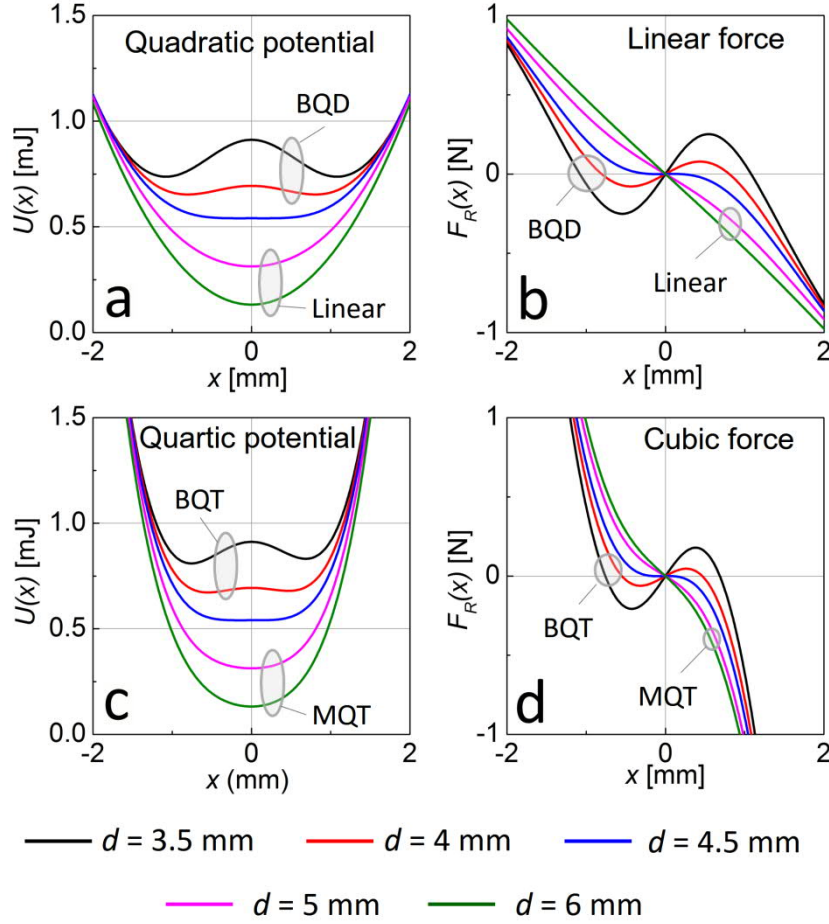 Quadratic potential
BQD
Linear
a
1.5
1.0
0.5
0.0
U(x) [mJ]
-2
0
2
x [mm]
Linear force
BQD
Linear
b
1
0
-1
F_R(x) [N]
-2
0
2
x [mm]
Quartic potential
BQT
MQT
c
1.5
1.0
0.5
0.0
U(x) [mJ]
-2
0
2
x (mm)
Cubic force
BQT
MQT
d
1
0
-1
F_R(x) [N]
-2
0
2
x [mm]
d = 3.5 mm
d = 4 mm
d = 4.5 mm
d = 5 mm
d = 6 mm